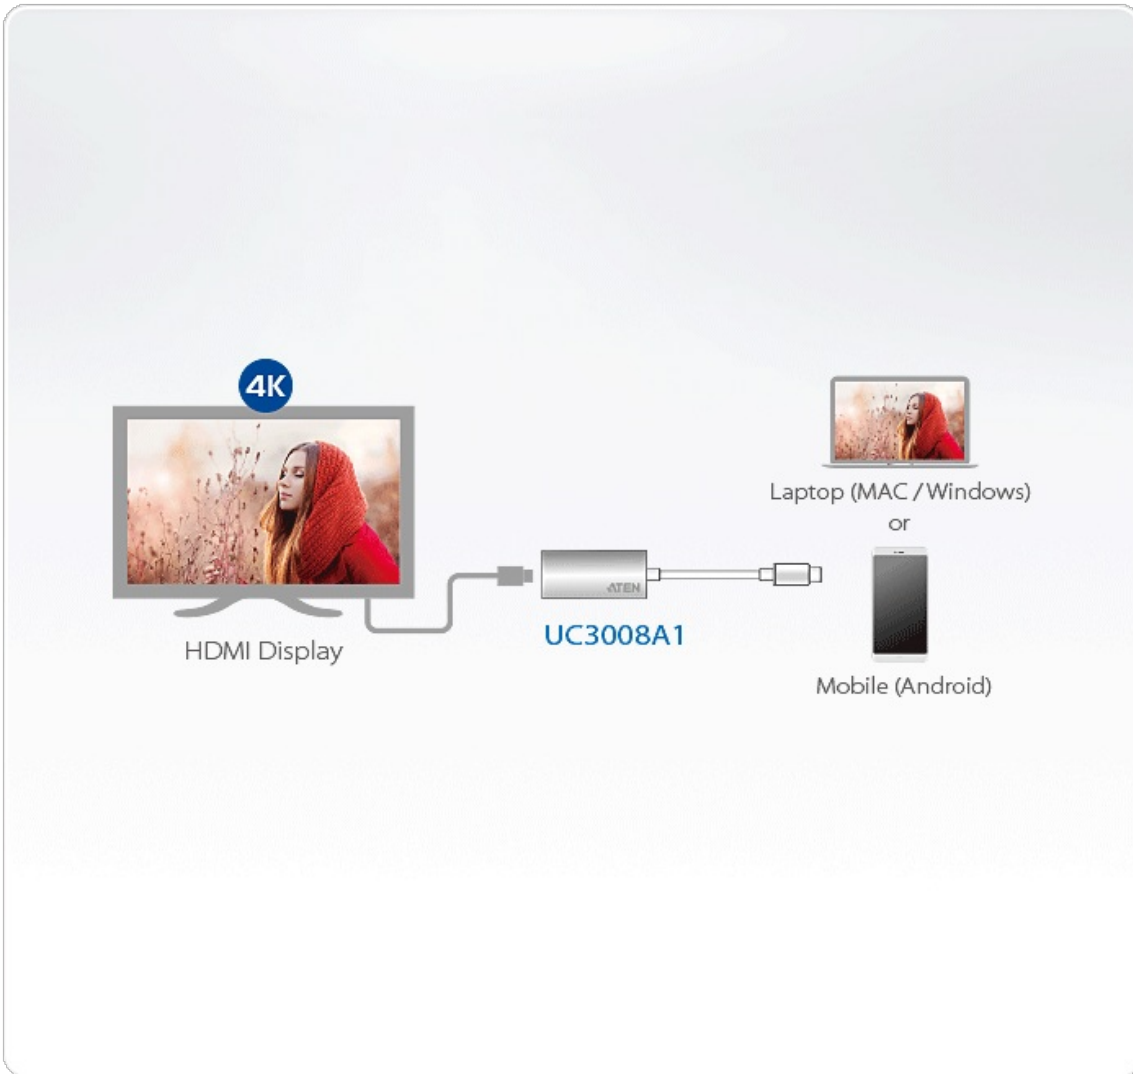 4K
HDMI Display
ATEN
UC3008A1
Laptop (MAC / Windows)
or
Mobile (Android)